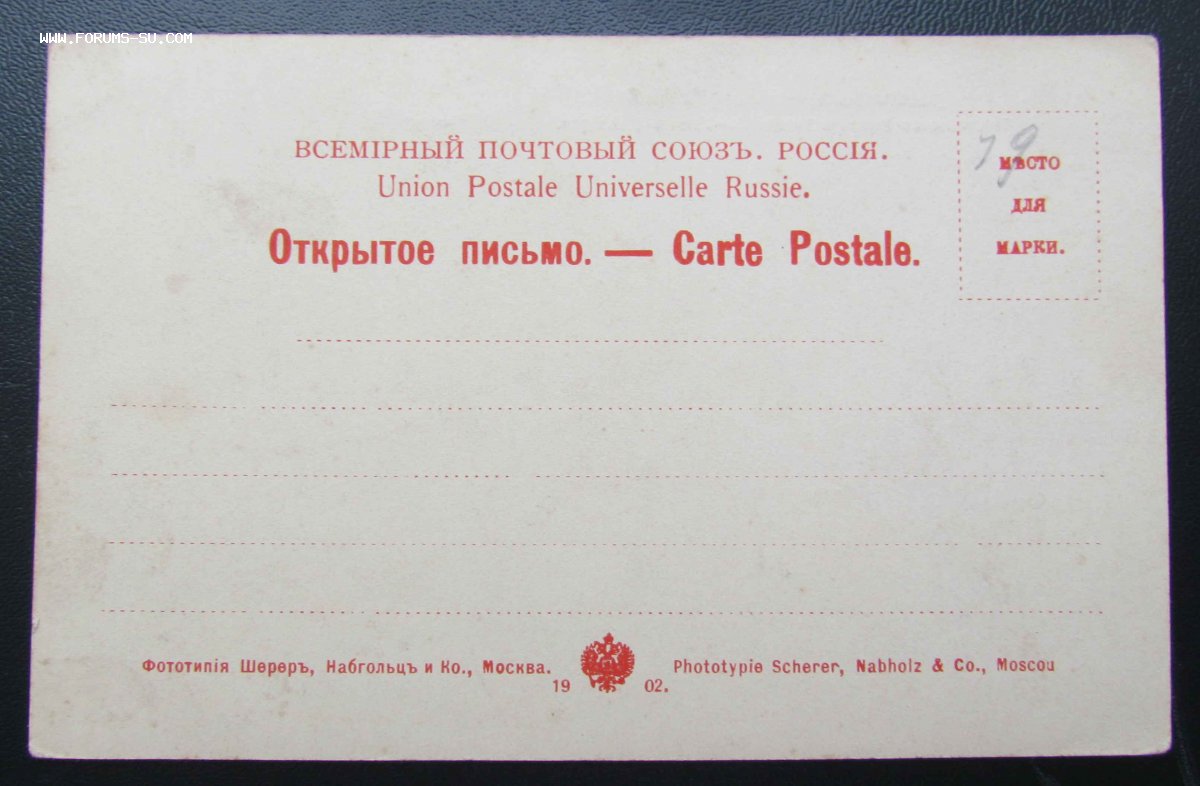 WWW.FORUMS-SU.COM
ВСЕМІРНЫЙ ПОЧТОВЫЙ СОЮЗЪ. РОССІЯ.
Union Postale Universelle Russie.
Открытое письмо. — Carte Postale.
79
МѢСТО
ДЛЯ
МАРКИ.
Фототипія Шереръ, Набгольцъ и Ко., Москва.
Phototypie Scherer, Nabholz & Co., Moscou
19 02.